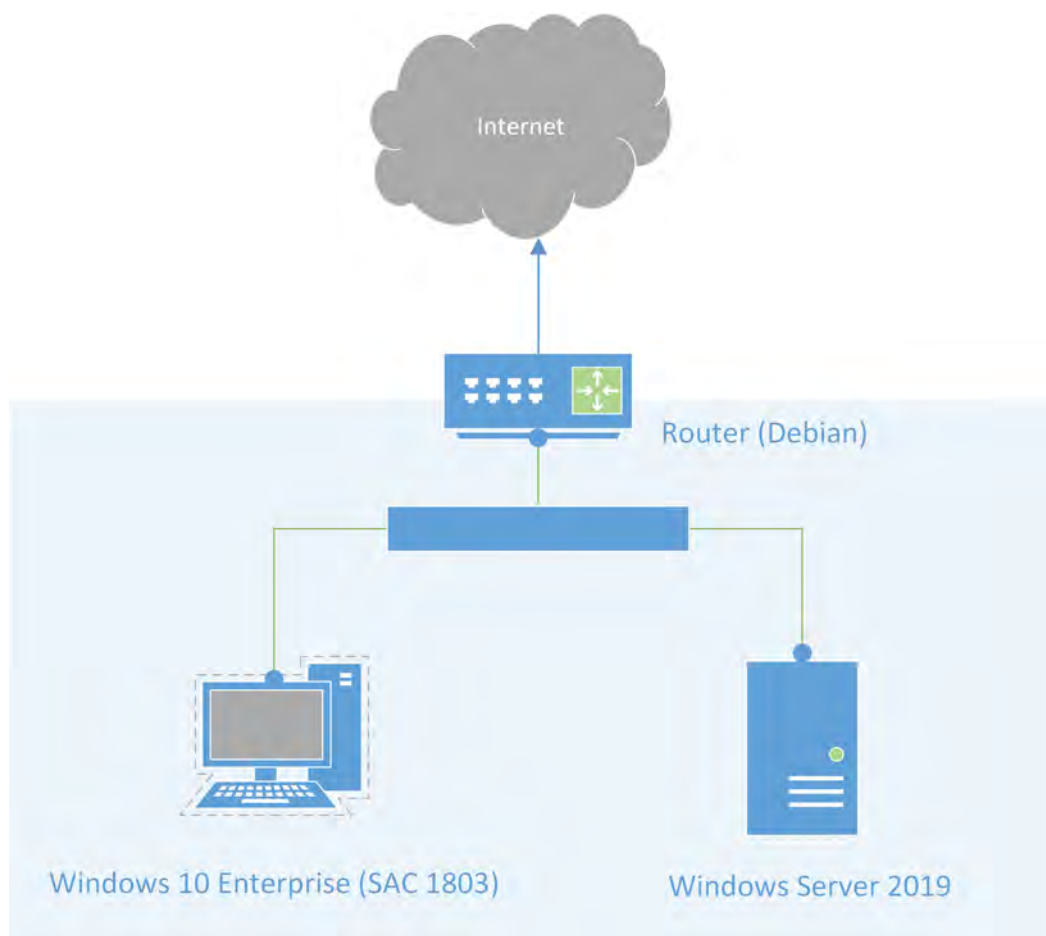 Internet
Router (Debian)
Windows 10 Enterprise (SAC 1803)
Windows Server 2019